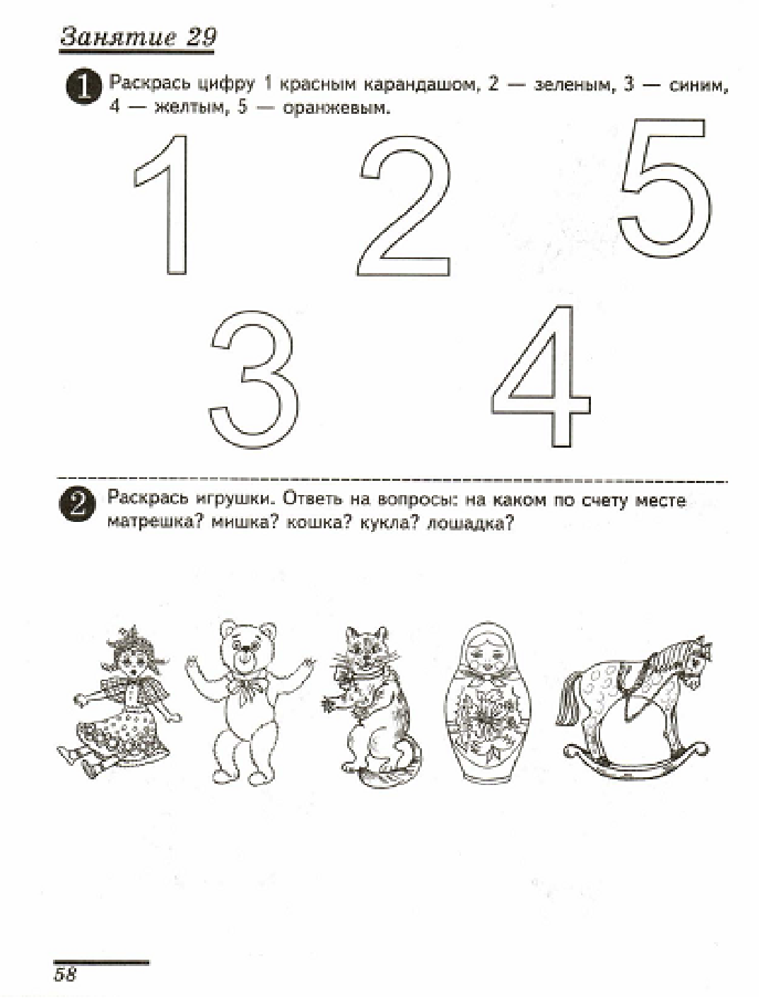 Занятие 29
1 Раскрась цифру 1 красным карандашом, 2 — зеленым, 3 — синим,
4 — желтым, 5 — оранжевым.
1 2 5
3 4
2 Раскрась игрушки. Ответь на вопросы: на каком по счету месте
матрешка? мишка? кошка? кукла? лошадка?
58